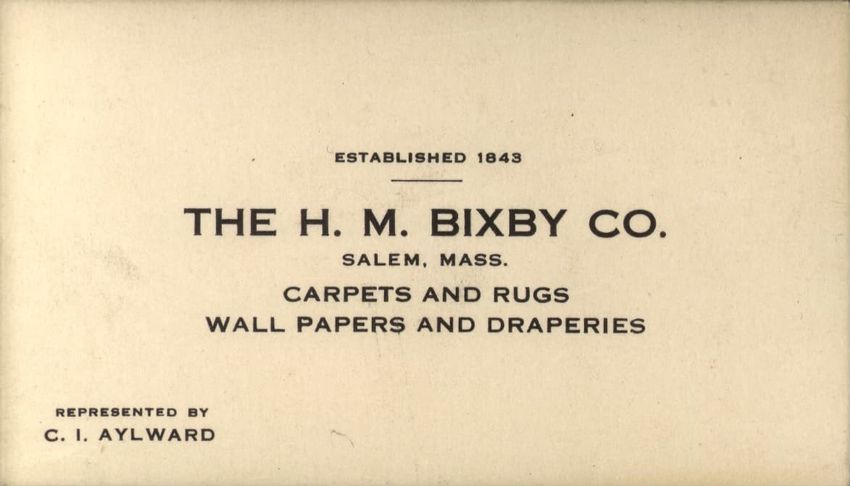 ESTABLISHED 1843
THE H. M. BIXBY CO.
SALEM, MASS.
CARPETS AND RUGS
WALL PAPERS AND DRAPERIES
REPRESENTED BY
C. I. AYLWARD